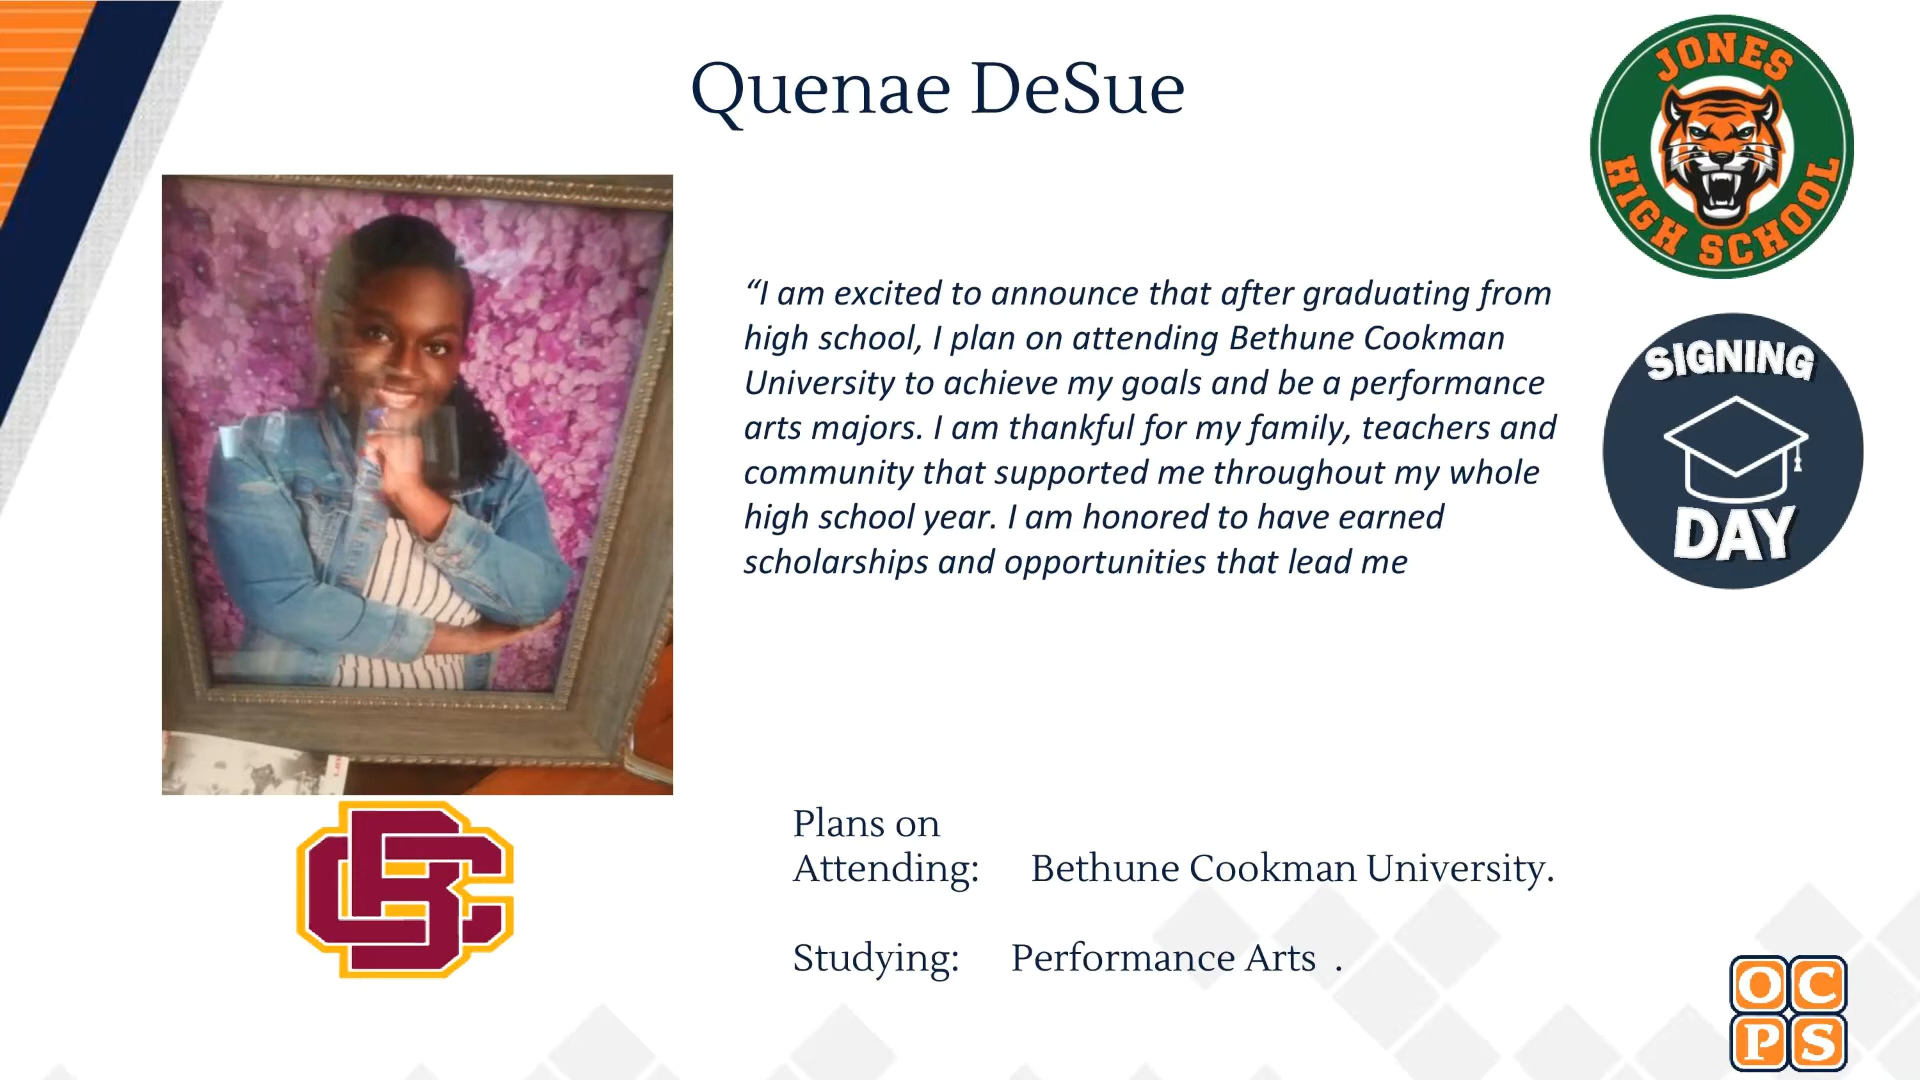 Quenae DeSue
JONES
HIGH SCHOOL
“I am excited to announce that after graduating from
high school, I plan on attending Bethune Cookman
University to achieve my goals and be a performance
arts majors. I am thankful for my family, teachers and
community that supported me throughout my whole
high school year. I am honored to have earned
scholarships and opportunities that lead me
SIGNING
DAY
Plans on
Attending: Bethune Cookman University.
Studying: Performance Arts .
BC
OC
PS